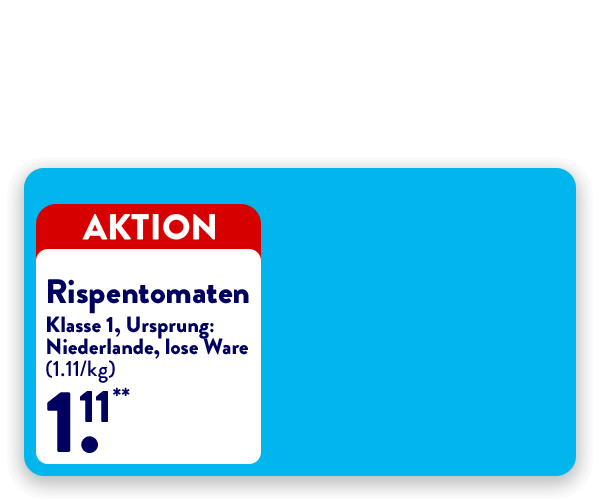 AKTION
Rispentomaten
Klasse 1, Ursprung:
Niederlande, lose Ware
(1.11/kg)
1.11**